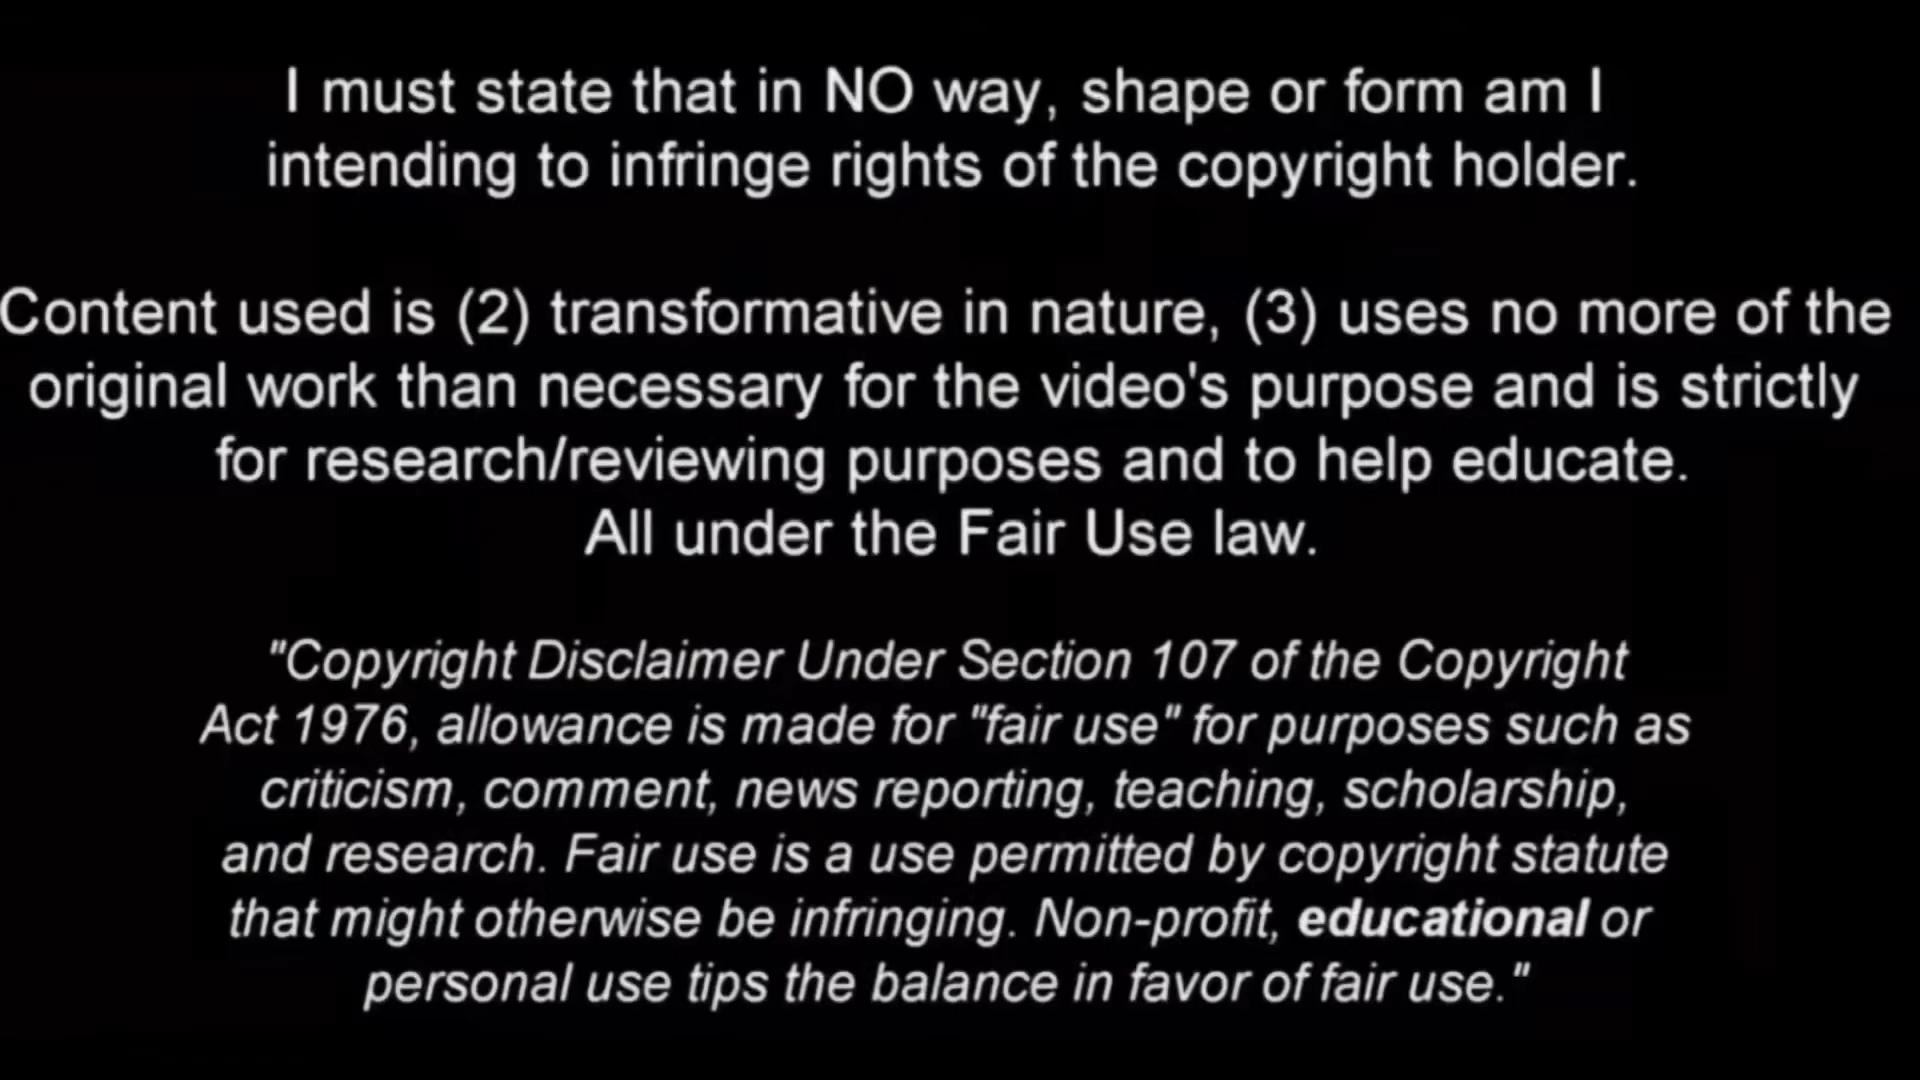 I must state that in NO way, shape or form am I
intending to infringe rights of the copyright holder.
Content used is (2) transformative in nature, (3) uses no more of the
original work than necessary for the video's purpose and is strictly
for research/reviewing purposes and to help educate.
All under the Fair Use law.
"Copyright Disclaimer Under Section 107 of the Copyright
Act 1976, allowance is made for "fair use" for purposes such as
criticism, comment, news reporting, teaching, scholarship,
and research. Fair use is a use permitted by copyright statute
that might otherwise be infringing. Non-profit, educational or
personal use tips the balance in favor of fair use."